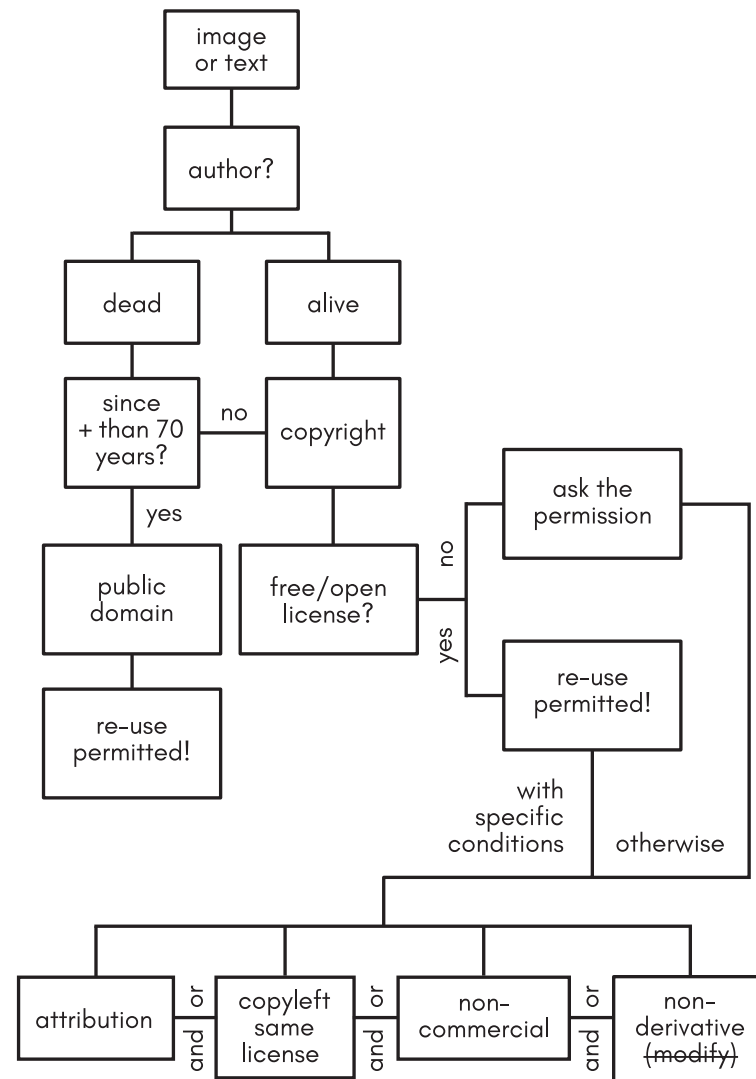 image
or text
author?
dead
alive
since
+ than 70
years?
no
copyright
yes
public
domain
free/open
license?
no
yes
ask the
permission
re-use
permitted!
re-use
permitted!
with
specific
conditions
otherwise
attribution
or
and
copyleft
same
license
or
and
non-
commercial
or
and
non-
derivative
(modify)